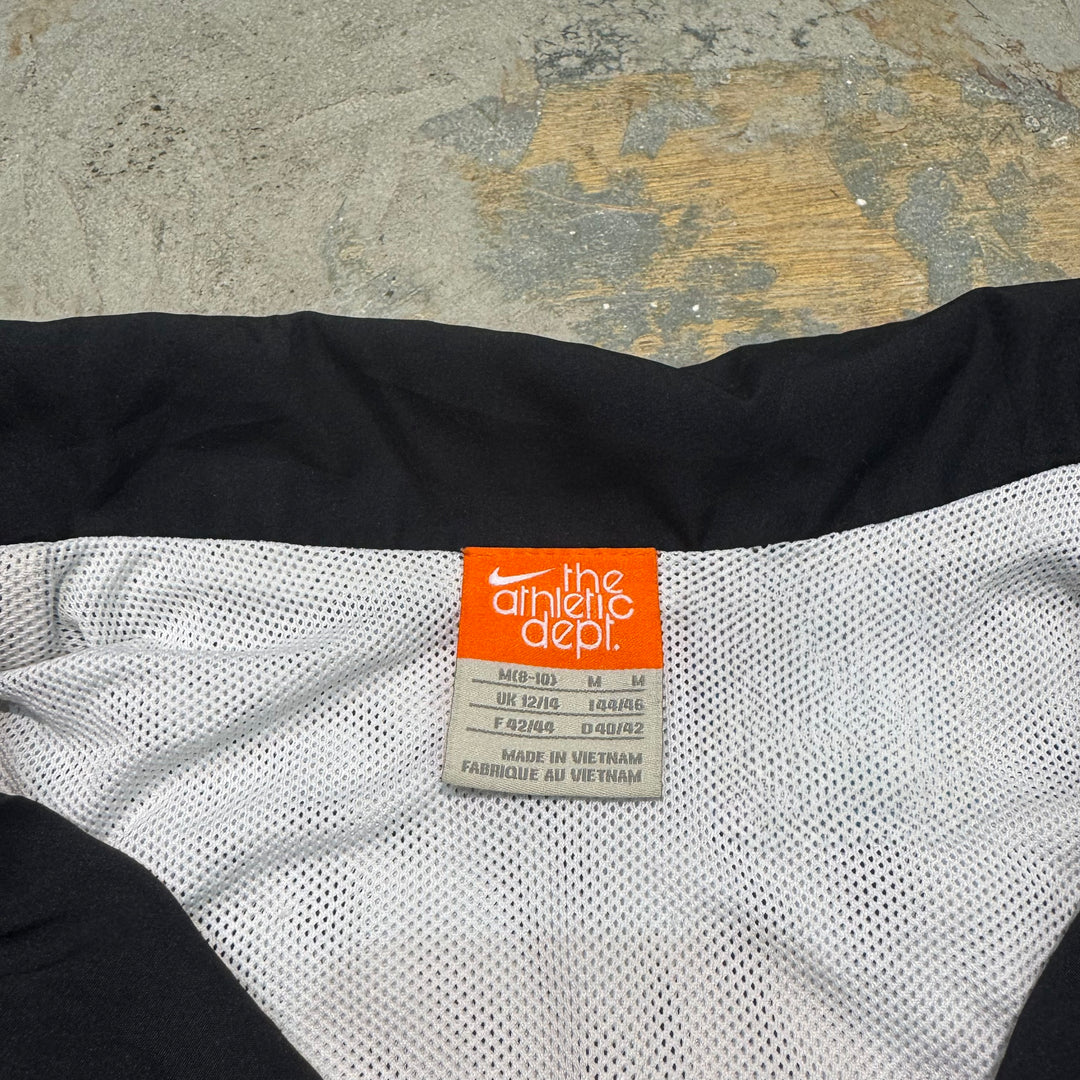 the
athletic
dept.
M(8-10) M M
UK 12/14 I 44/46
F 42/44 D 40/42
MADE IN VIETNAM
FABRIQUE AU VIETNAM